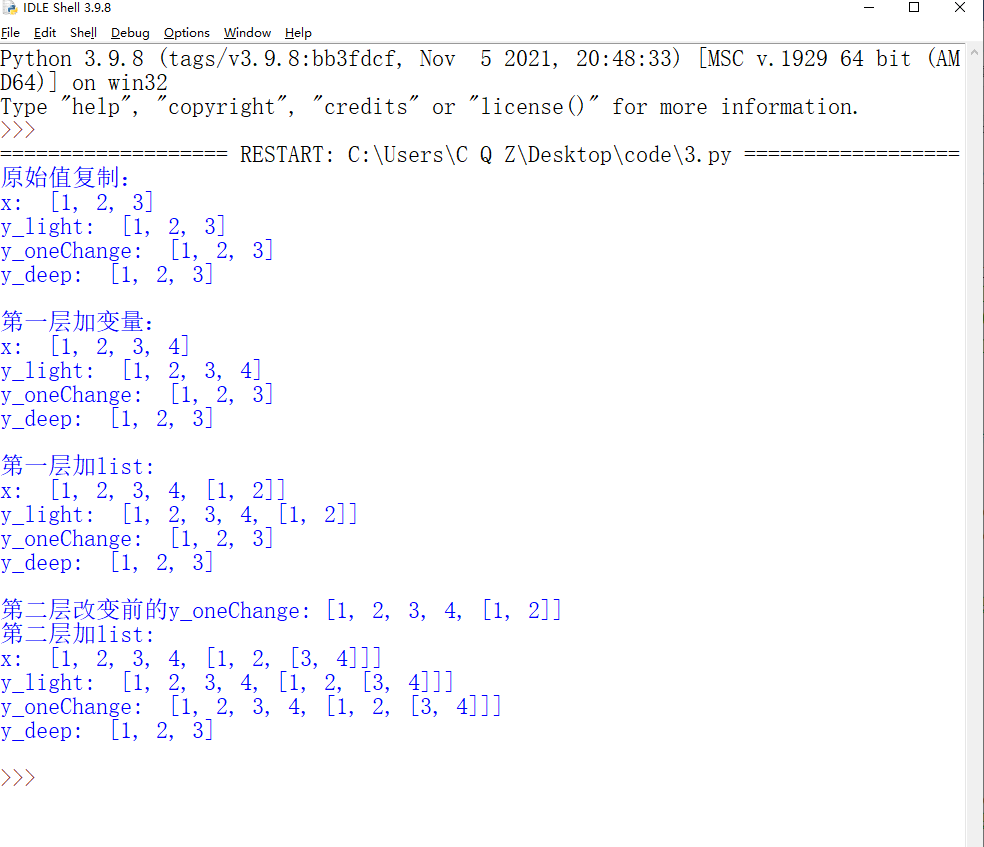 IDLE Shell 3.9.8
File Edit Shell Debug Options Window Help
Python 3.9.8 (tags/v3.9.8:bb3fdcf, Nov  5 2021, 20:48:33) [MSC v.1929 64 bit (AM
D64)] on win32
Type "help", "copyright", "credits" or "license()" for more information.
>>>
=================== RESTART: C:\Users\C Q Z\Desktop\code\3.py ==================
原始值复制：
x:  [1, 2, 3]
y_light:  [1, 2, 3]
y_oneChange:  [1, 2, 3]
y_deep:  [1, 2, 3]

第一层加变量：
x:  [1, 2, 3, 4]
y_light:  [1, 2, 3, 4]
y_oneChange:  [1, 2, 3]
y_deep:  [1, 2, 3]

第一层加list:
x:  [1, 2, 3, 4, [1, 2]]
y_light:  [1, 2, 3, 4, [1, 2]]
y_oneChange:  [1, 2, 3]
y_deep:  [1, 2, 3]

第二层改变前的y_oneChange: [1, 2, 3, 4, [1, 2]]
第二层加list:
x:  [1, 2, 3, 4, [1, 2, [3, 4]]]
y_light:  [1, 2, 3, 4, [1, 2, [3, 4]]]
y_oneChange:  [1, 2, 3, 4, [1, 2, [3, 4]]]
y_deep:  [1, 2, 3]

>>>